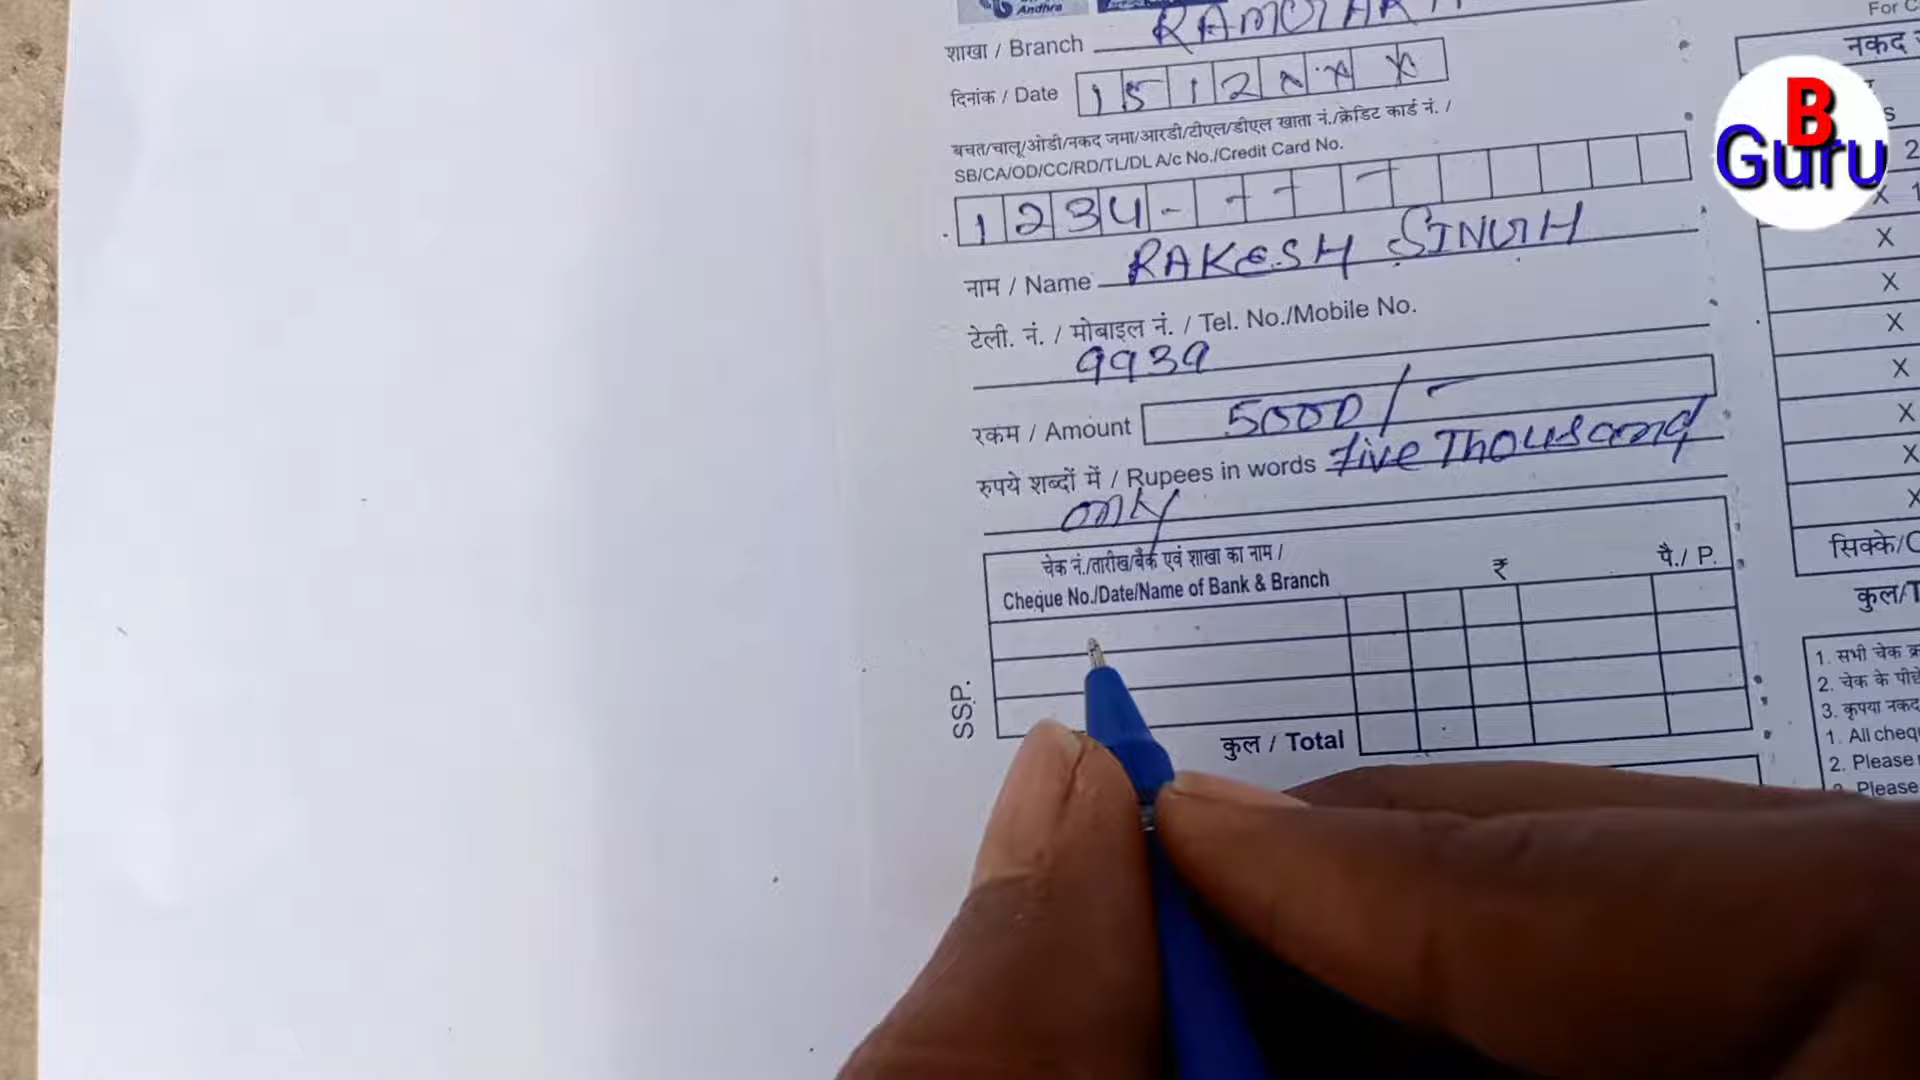 Andhra
शाखा / Branch
For C
दिनांक / Date 1 5 1 2 x x x
नकद
बचत/चालू/ओडी/नकद जमा/आरडी/टीएल/डीएल खाता नं./क्रेडिट कार्ड नं. /
SB/CA/OD/CC/RD/TL/DL A/c No./Credit Card No.
1 2 3 4 - - - -
B
Guru
नाम / Name RAKESH SINGH
टेली. नं. / मोबाइल नं. / Tel. No./Mobile No.
9939
रकम / Amount 5000/-
रुपये शब्दों में / Rupees in words five Thousand
only
चेक नं./तारीख/बैंक एवं शाखा का नाम /
Cheque No./Date/Name of Bank & Branch
₹
पै./ P.
SSP.
कुल / Total
X 1
X
X
X
X
X
X
X
सिक्के/C
कुल/T
1. सभी चेक क्र
2. चेक के पीछे
3. कृपया नकद
1. All cheq
2. Please
Please